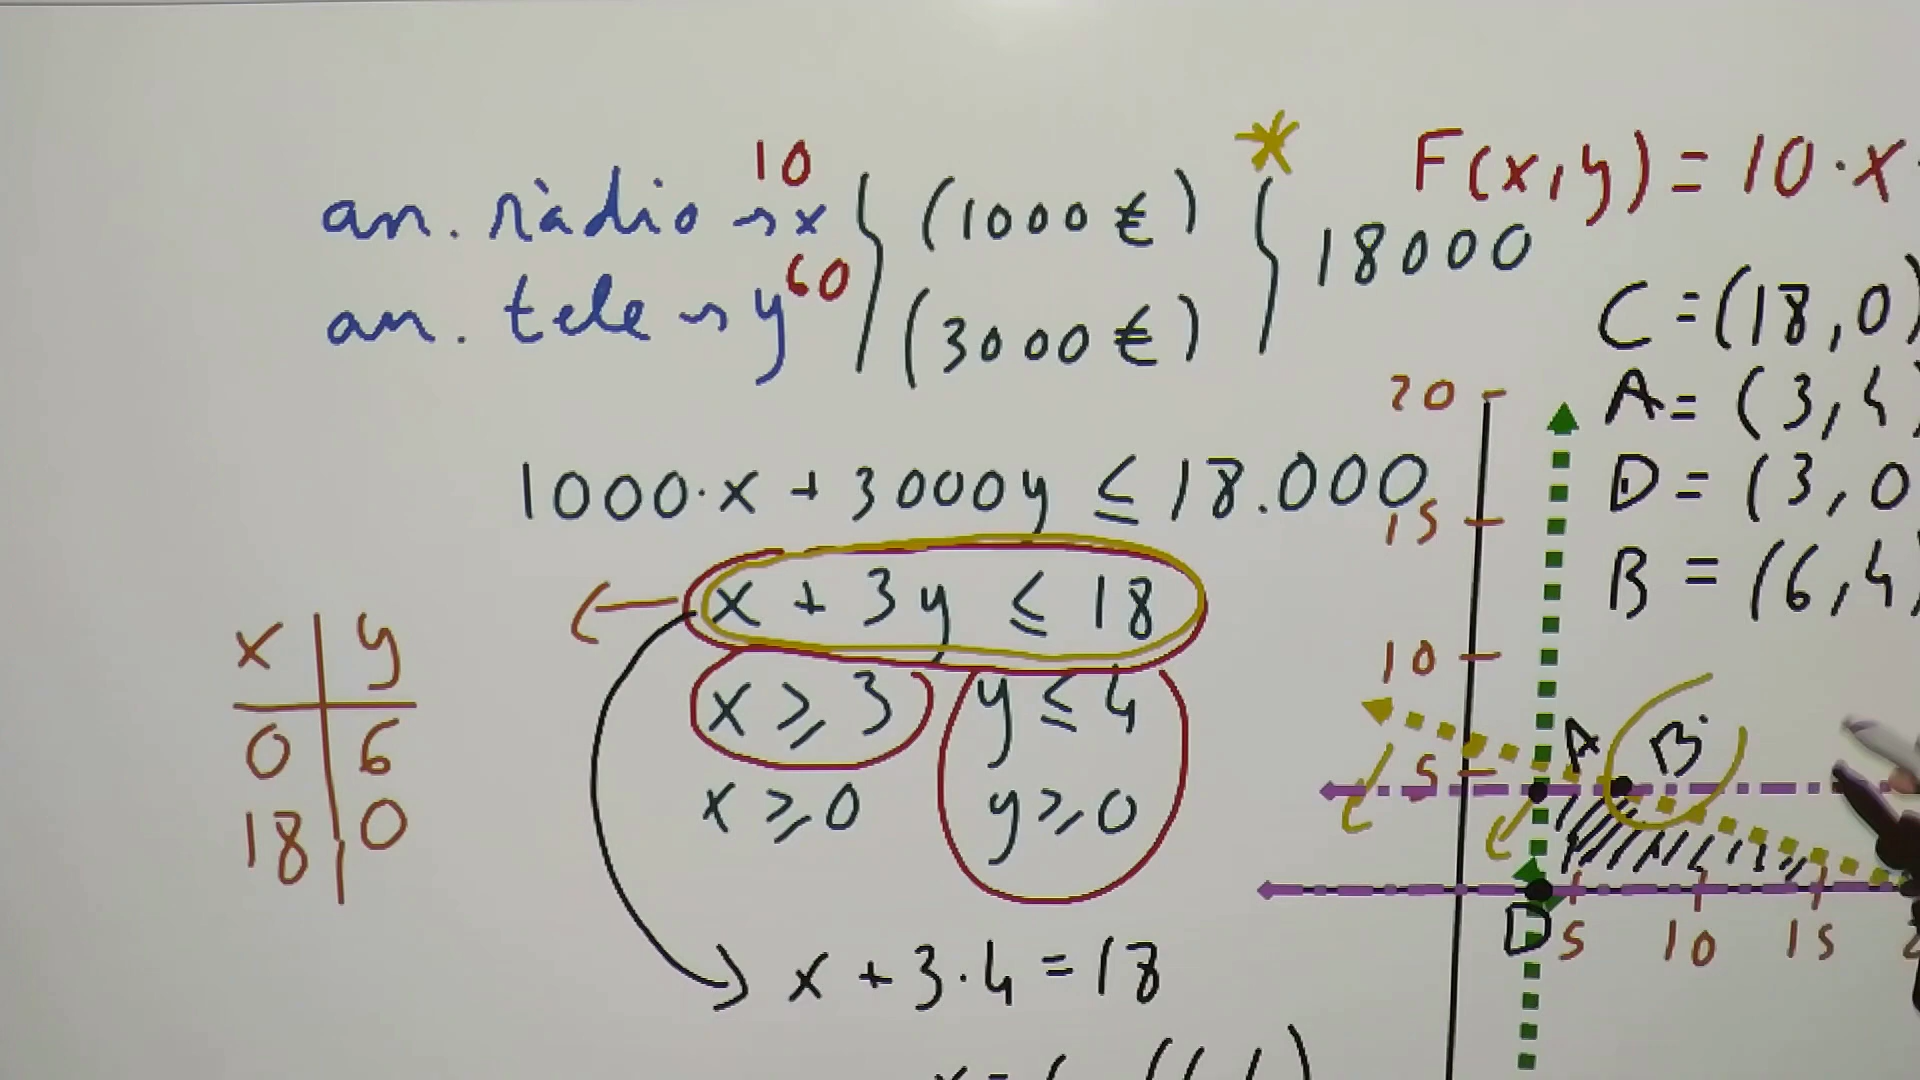 10
an. ràdio → x (1000 €)
60
an. tele → y (3000 €)
18000
*
1000·x + 3000y ≤ 18.000
x + 3y ≤ 18
x ≥ 3 y ≤ 4
x ≥ 0 y ≥ 0
x + 3·4 = 18
x y
0 6
18 0
F(x,y) = 10·x
C = (18,0)
A = (3,4)
D = (3,0
B = (6,4)
20
15
10
5
A B
D 5 10 15